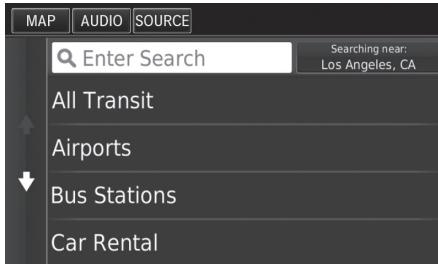 MAP AUDIO SOURCE
Enter Search
Searching near:
Los Angeles, CA
All Transit
Airports
Bus Stations
Car Rental